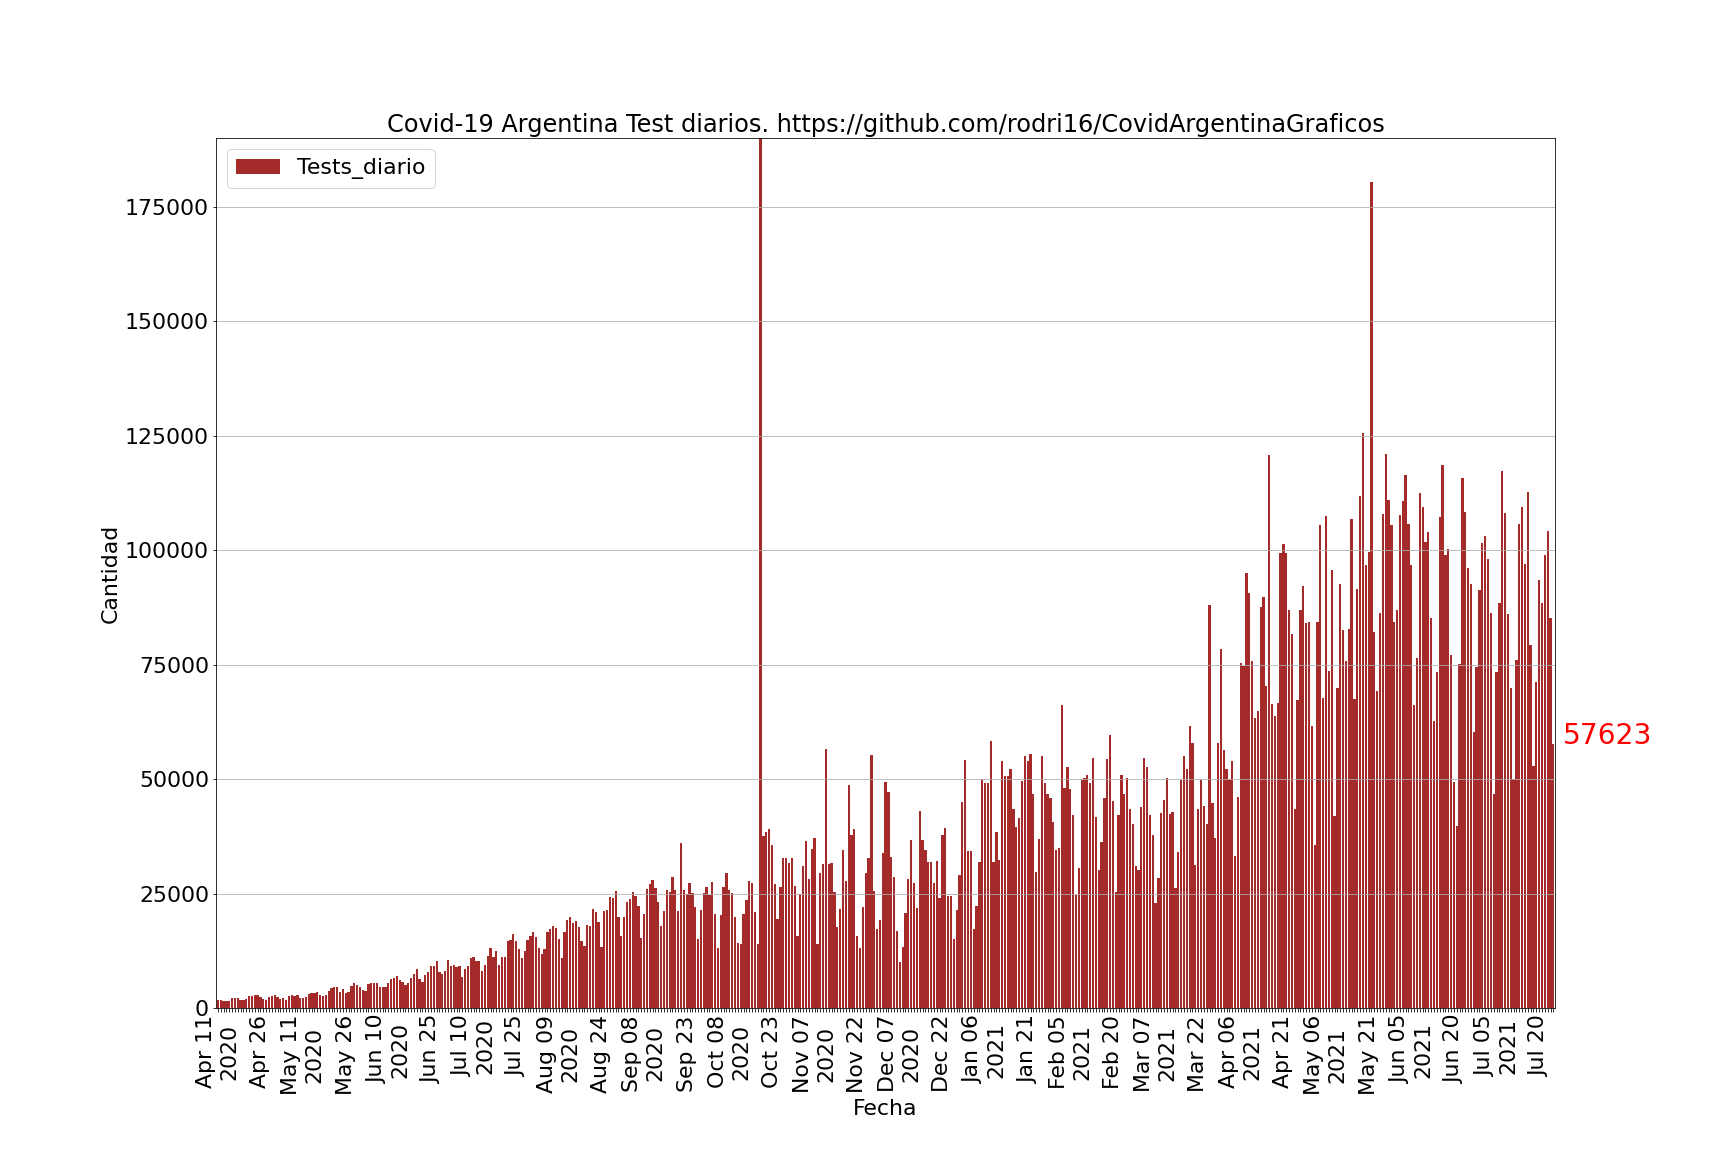 Covid-19 Argentina Test diarios. https://github.com/rodri16/CovidArgentinaGraficos
Tests_diario
175000
150000
125000
100000
75000
50000
25000
0
Cantidad
57623
Apr 11
2020
Apr 26
May 11
2020
May 26
Jun 10
2020
Jun 25
Jul 10
2020
Jul 25
Aug 09
2020
Aug 24
Sep 08
2020
Sep 23
Oct 08
2020
Oct 23
Nov 07
2020
Nov 22
Dec 07
2020
Dec 22
Jan 06
2021
Jan 21
Feb 05
2021
Feb 20
Mar 07
2021
Mar 22
Apr 06
2021
Apr 21
May 06
2021
May 21
Jun 05
2021
Jun 20
Jul 05
2021
Jul 20
Fecha